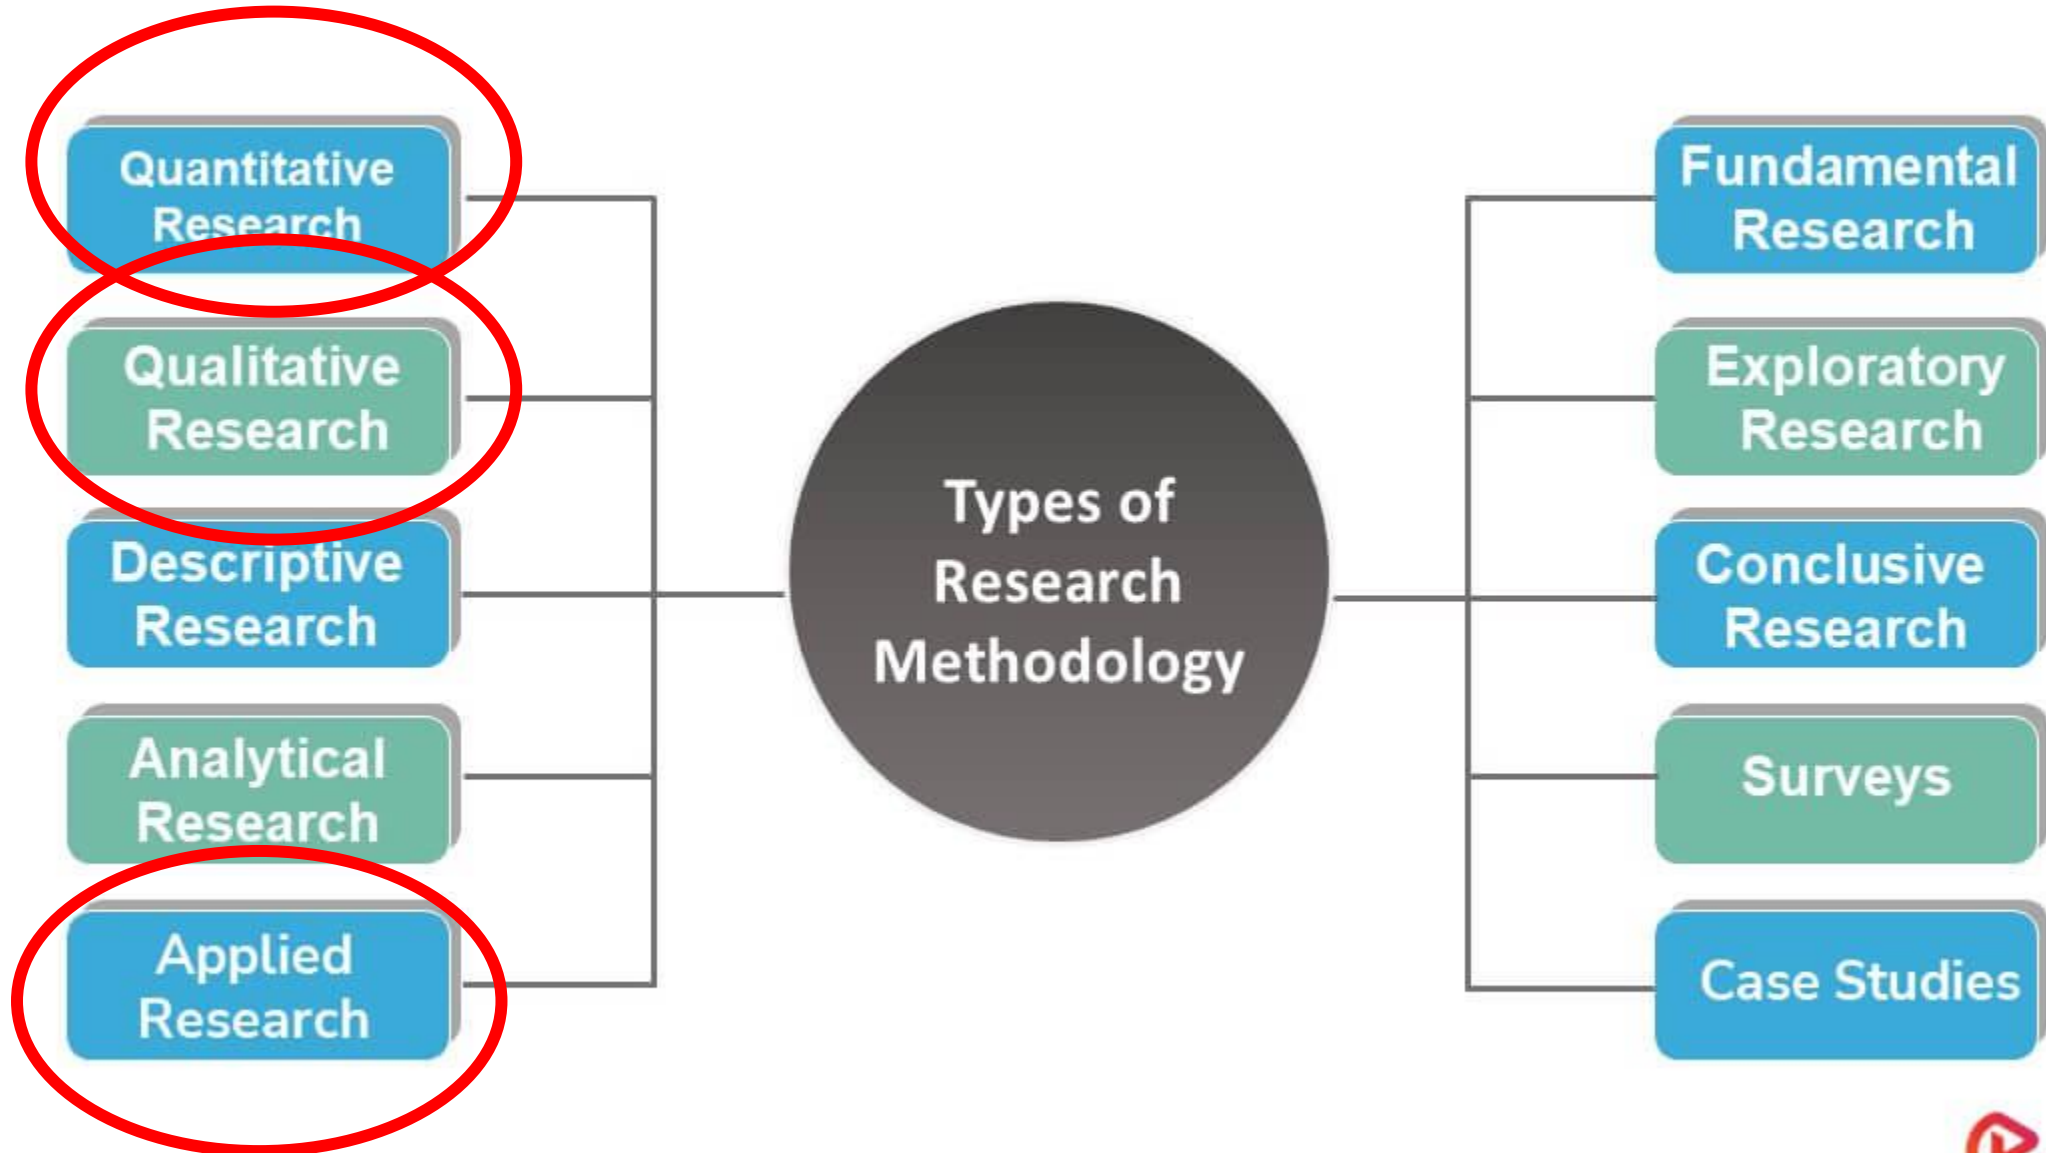 Quantitative
Research
Qualitative
Research
Descriptive
Research
Analytical
Research
Applied
Research
Types of
Research
Methodology
Fundamental
Research
Exploratory
Research
Conclusive
Research
Surveys
Case Studies